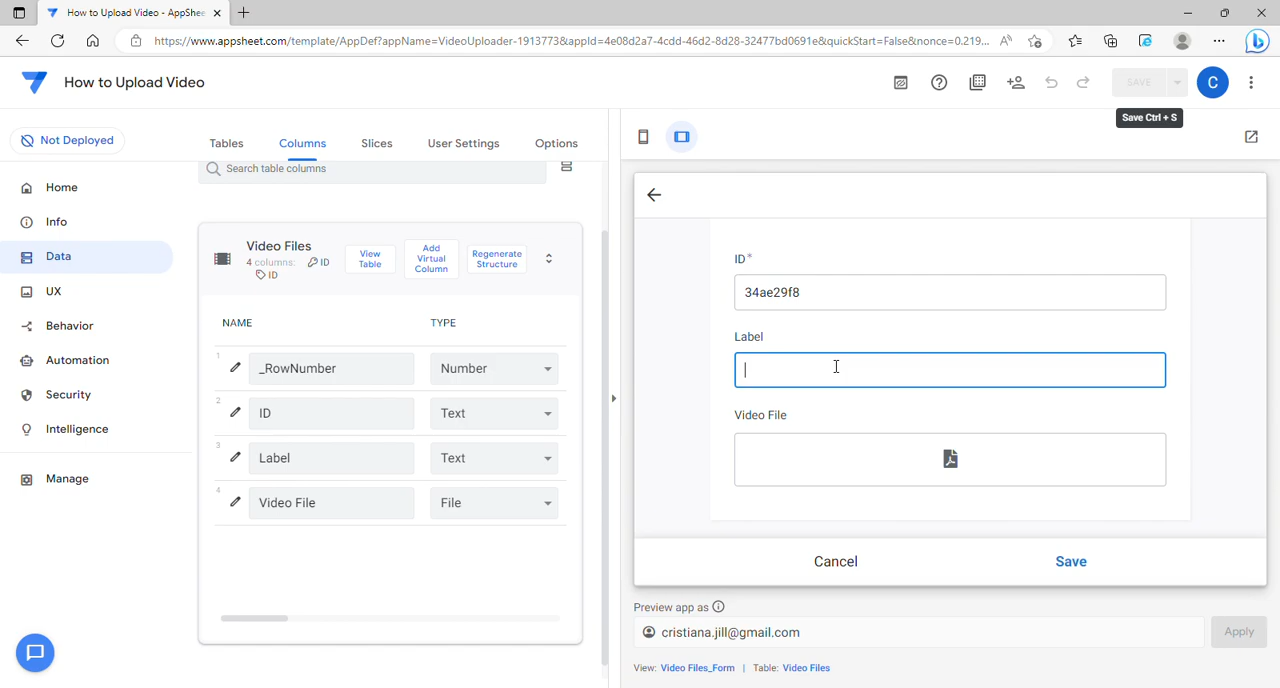 How to Upload Video - AppShee
https://www.appsheet.com/template/AppDef?appName=VideoUploader-1913773&appId=4e08d2a7-4cdd-46d2-8d28-32477bd0691e&quickStart=False&nonce=0.219...
How to Upload Video
SAVE
C
Save Ctrl + S
Not Deployed
Home
Info
Data
UX
Behavior
Automation
Security
Intelligence
Manage
Tables
Columns
Slices
User Settings
Options
Search table columns
Video Files
4 columns: ID
ID
View
Table
Add
Virtual
Column
Regenerate
Structure
NAME
TYPE
1
_RowNumber
Number
2
ID
Text
3
Label
Text
4
Video File
File
ID*
34ae29f8
Label
Video File
Cancel
Save
Preview app as
cristiana.jill@gmail.com
Apply
View: Video Files_Form | Table: Video Files